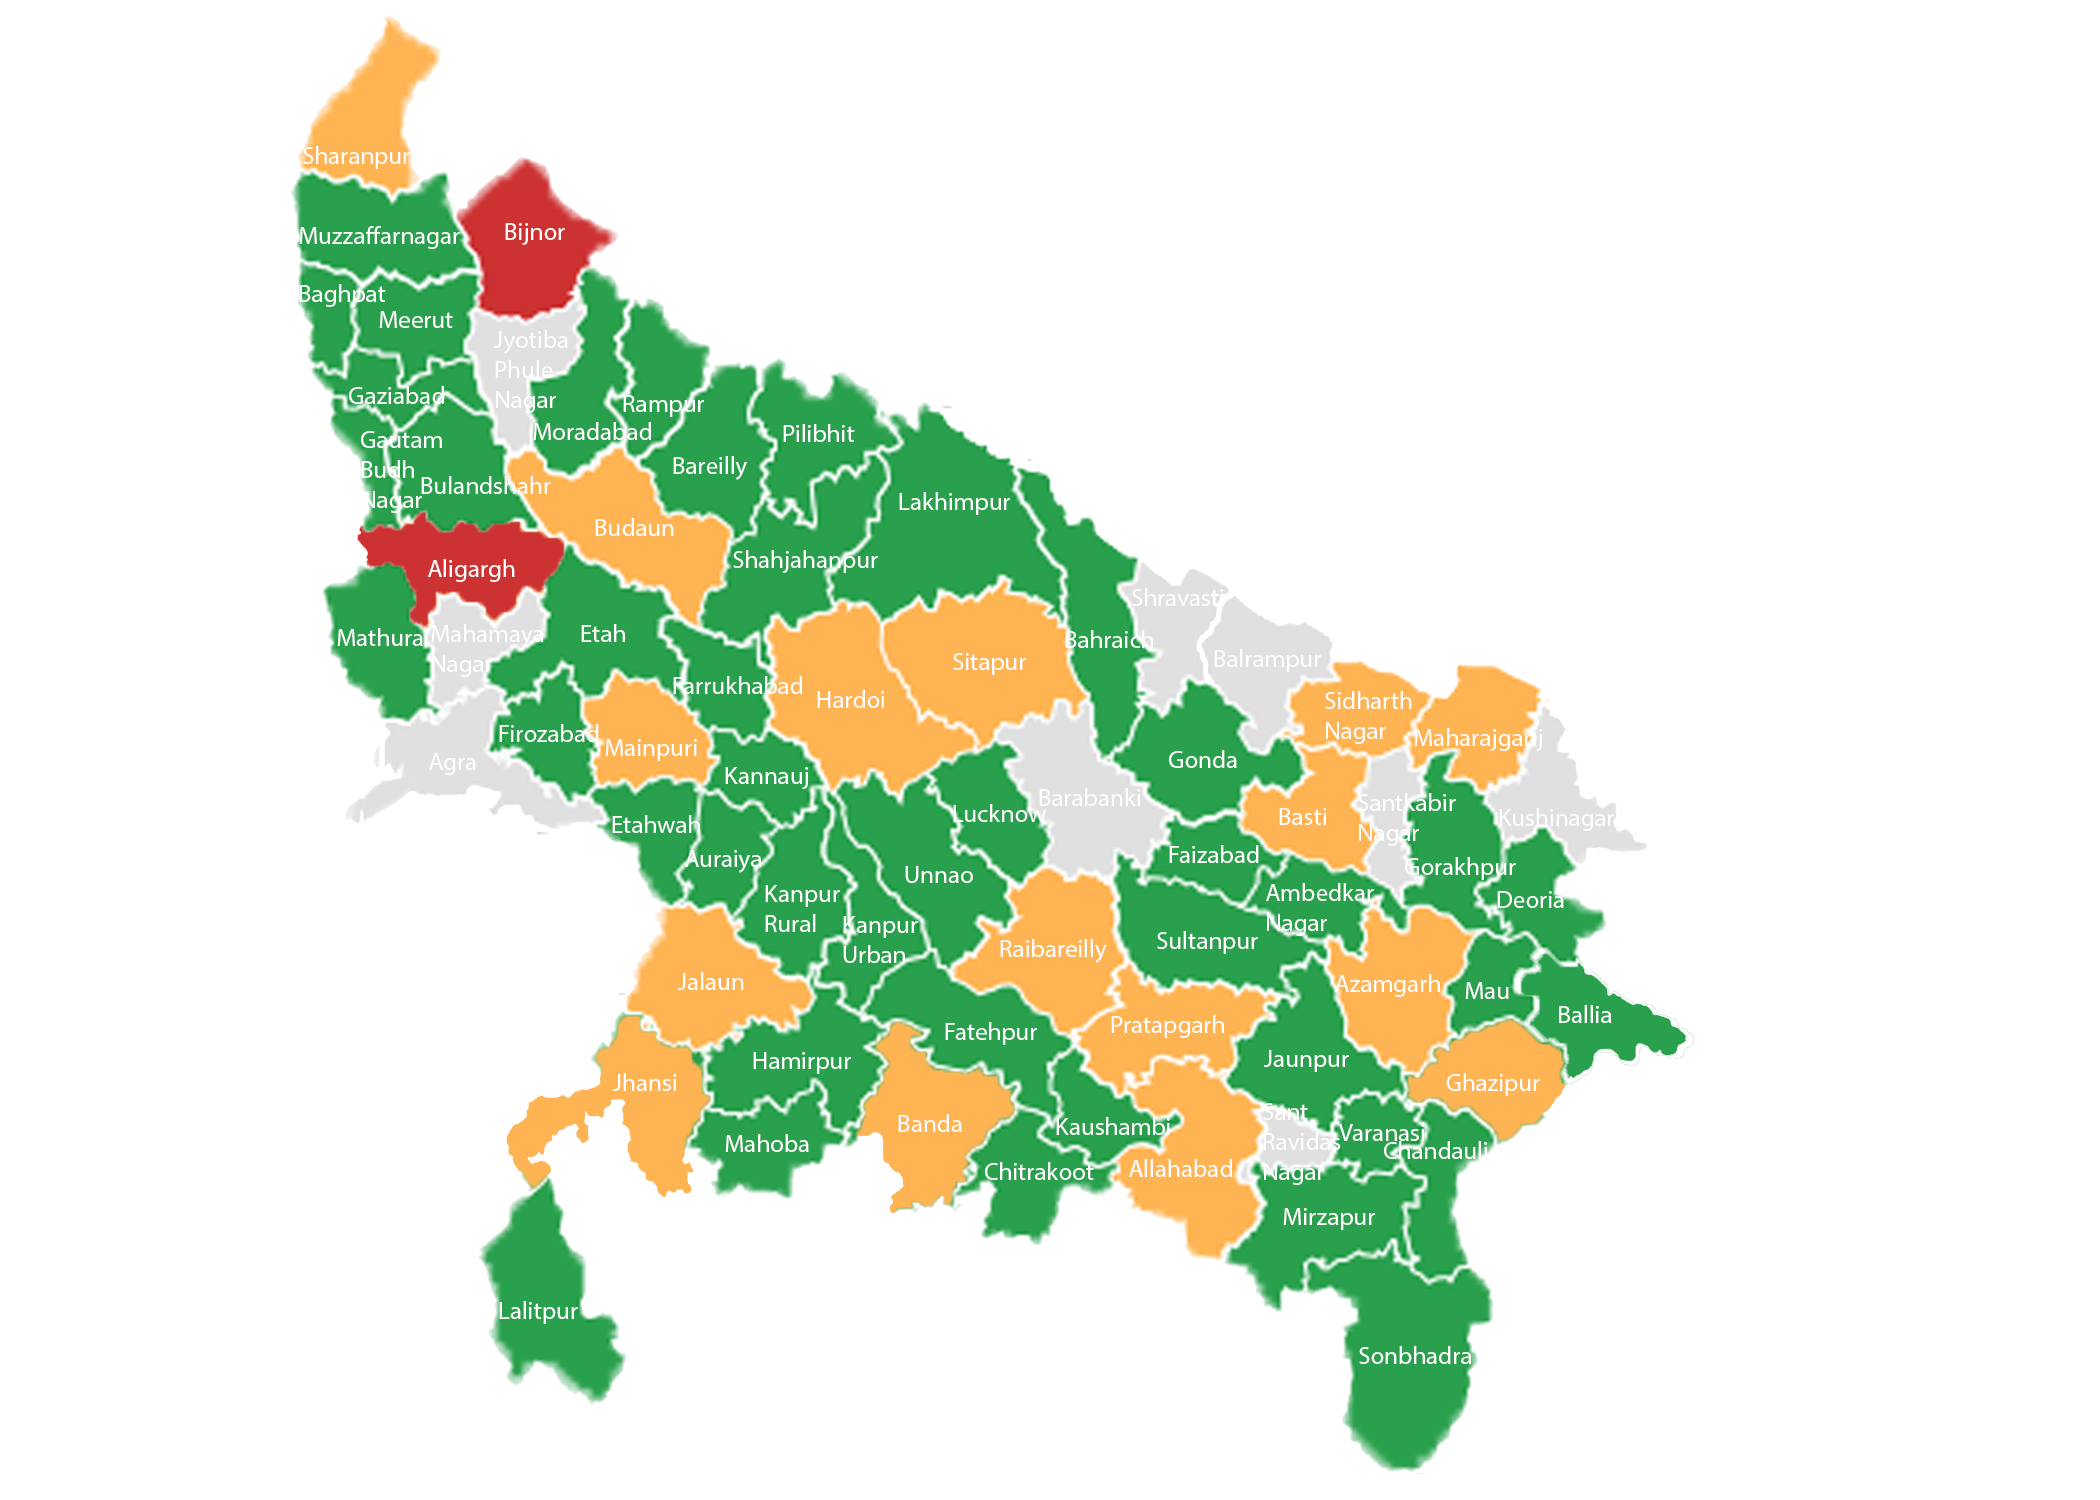 Sharanpur
Bijnor
Muzzaffarnagar
Baghpat
Meerut
Jyotiba
Phule
Nagar
Gaziabad
Rampur
Moradabad
Pilibhit
Gautam
Budh
Nagar
Bareilly
Bulandshahr
Lakhimpur
Budaun
Shahjahanpur
Aligargh
Shravasti
Mathura
Mahamaya
Nagar
Etah
Bahraich
Sitapur
Balrampur
Farrukhabad
Hardoi
Sidharth
Nagar
Firozabad
Mainpuri
Maharajganj
Agra
Kannauj
Gonda
Barabanki
Santkabir
Nagar
Lucknow
Basti
Kushinagar
Etahwah
Auraiya
Faizabad
Gorakhpur
Unnao
Kanpur
Rural
Ambedkar
Nagar
Deoria
Kanpur
Urban
Sultanpur
Raibareilly
Jalaun
Azamgarh
Mau
Ballia
Pratapgarh
Fatehpur
Hamirpur
Jaunpur
Jhansi
Ghazipur
Banda
Sant
Ravidas
Nagar
Kaushambi
Varanasi
Mahoba
Chandauli
Chitrakoot
Allahabad
Mirzapur
Lalitpur
Sonbhadra